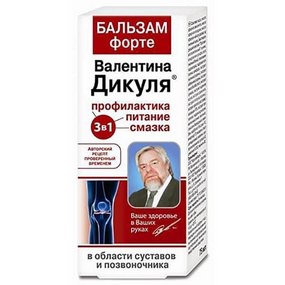 БАЛЬЗАМ
форте
Валентина
Дикуля®
профилактика
3в1 питание
смазка
АВТОРСКИЙ
РЕЦЕПТ
ПРОВЕРЕННЫЙ
ВРЕМЕНЕМ
Ваше здоровье
в Ваших
руках
в области суставов и
позвоночника